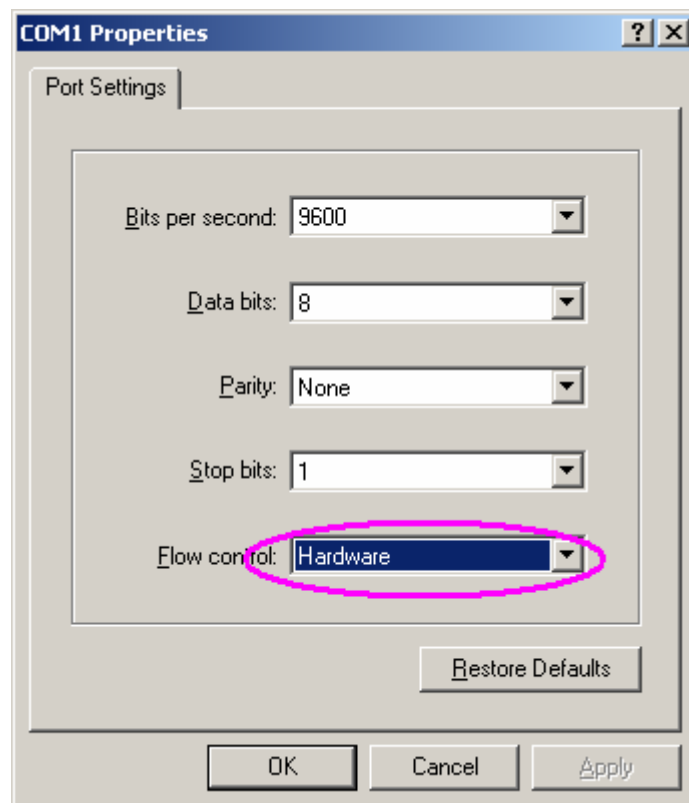 COM1 Properties
Port Settings
Bits per second: 9600
Data bits: 8
Parity: None
Stop bits: 1
Flow control: Hardware
Restore Defaults
OK Cancel Apply